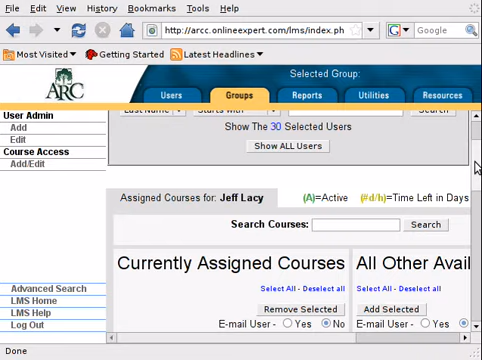 File Edit View History Bookmarks Tools Help
http://arcc.onlineexpert.com/lms/index.ph
Google
Most Visited Getting Started Latest Headlines
ARC
Selected Group:
Users Groups Reports Utilities Resources
User Admin
Add
Edit
Course Access
Add/Edit
Last Name Starts with Search
Show The 30 Selected Users
Show ALL Users
Assigned Courses for: Jeff Lacy (A)=Active (#d/h)=Time Left in Days
Search Courses: Search
Currently Assigned Courses All Other Avail
Select All - Deselect all Select All - Deselect all
Remove Selected Add Selected
E-mail User - Yes No E-mail User - Yes
Advanced Search
LMS Home
LMS Help
Log Out
Done